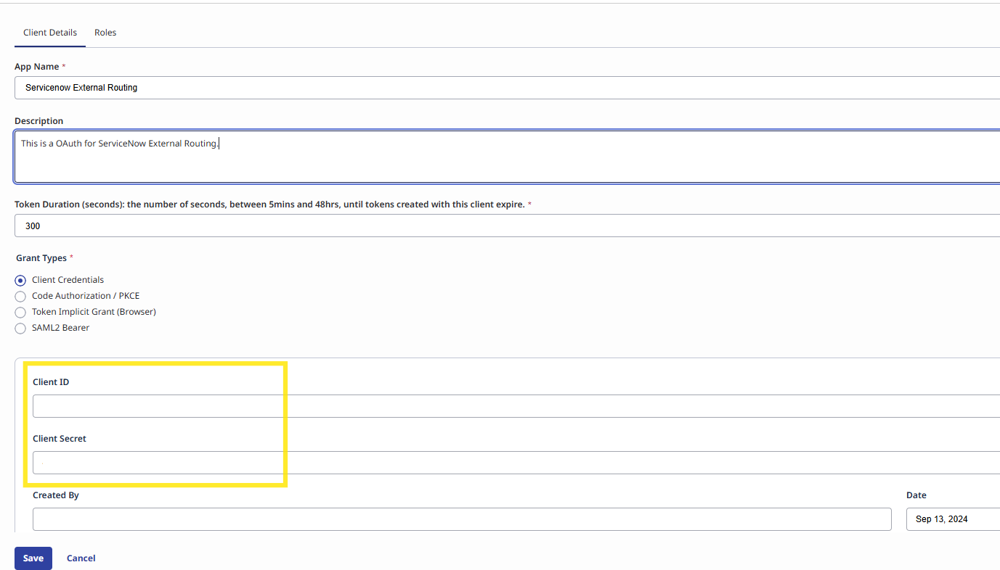 Client Details Roles
App Name *
Servicenow External Routing
Description
This is a OAuth for ServiceNow External Routing.
Token Duration (seconds): the number of seconds, between 5mins and 48hrs, until tokens created with this client expire. *
300
Grant Types *
Client Credentials
Code Authorization / PKCE
Token Implicit Grant (Browser)
SAML2 Bearer
Client ID
Client Secret
Created By Date
Sep 13, 2024
Save Cancel